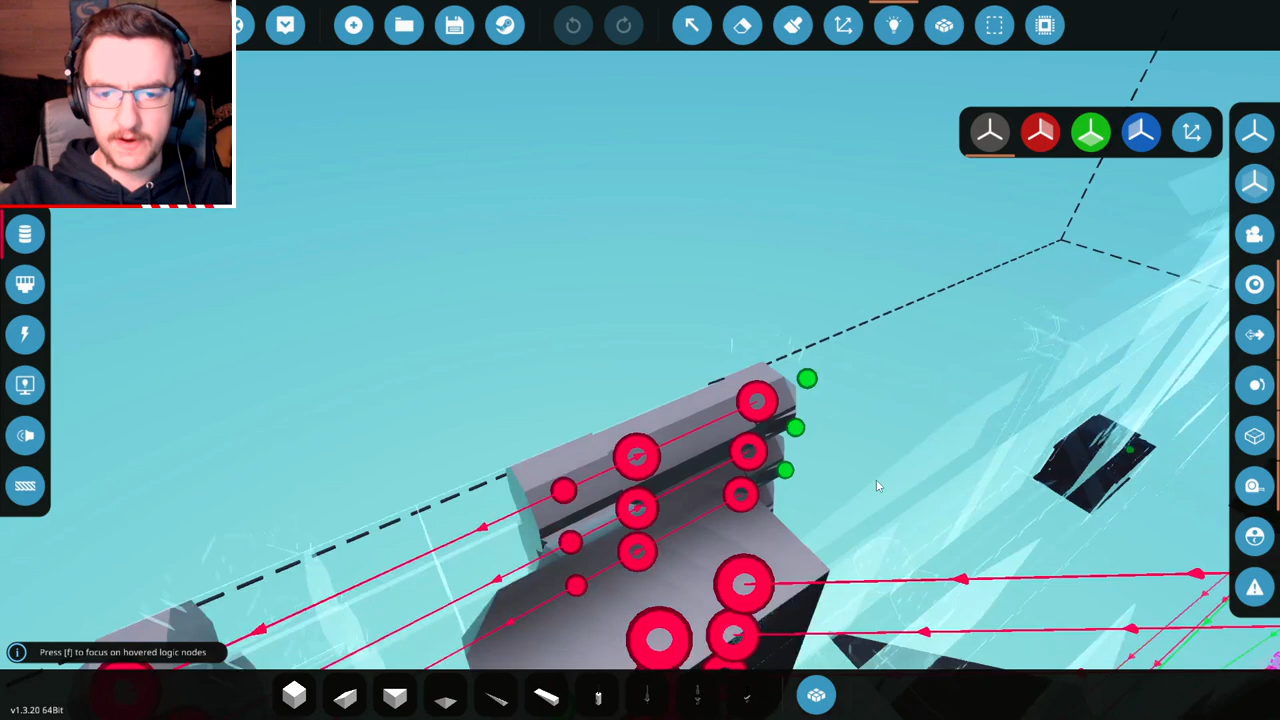 Press [f] to focus on hovered logic nodes
v1.3.20 64Bit